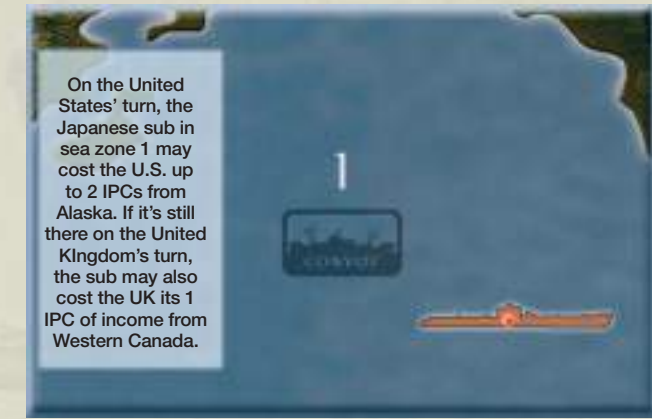 On the United
States’ turn, the
Japanese sub in
sea zone 1 may
cost the U.S. up
to 2 IPCs from
Alaska. If it’s still
there on the United
KIngdom’s turn,
the sub may also
cost the UK its 1
IPC of income from
Western Canada.
1
CONVOY